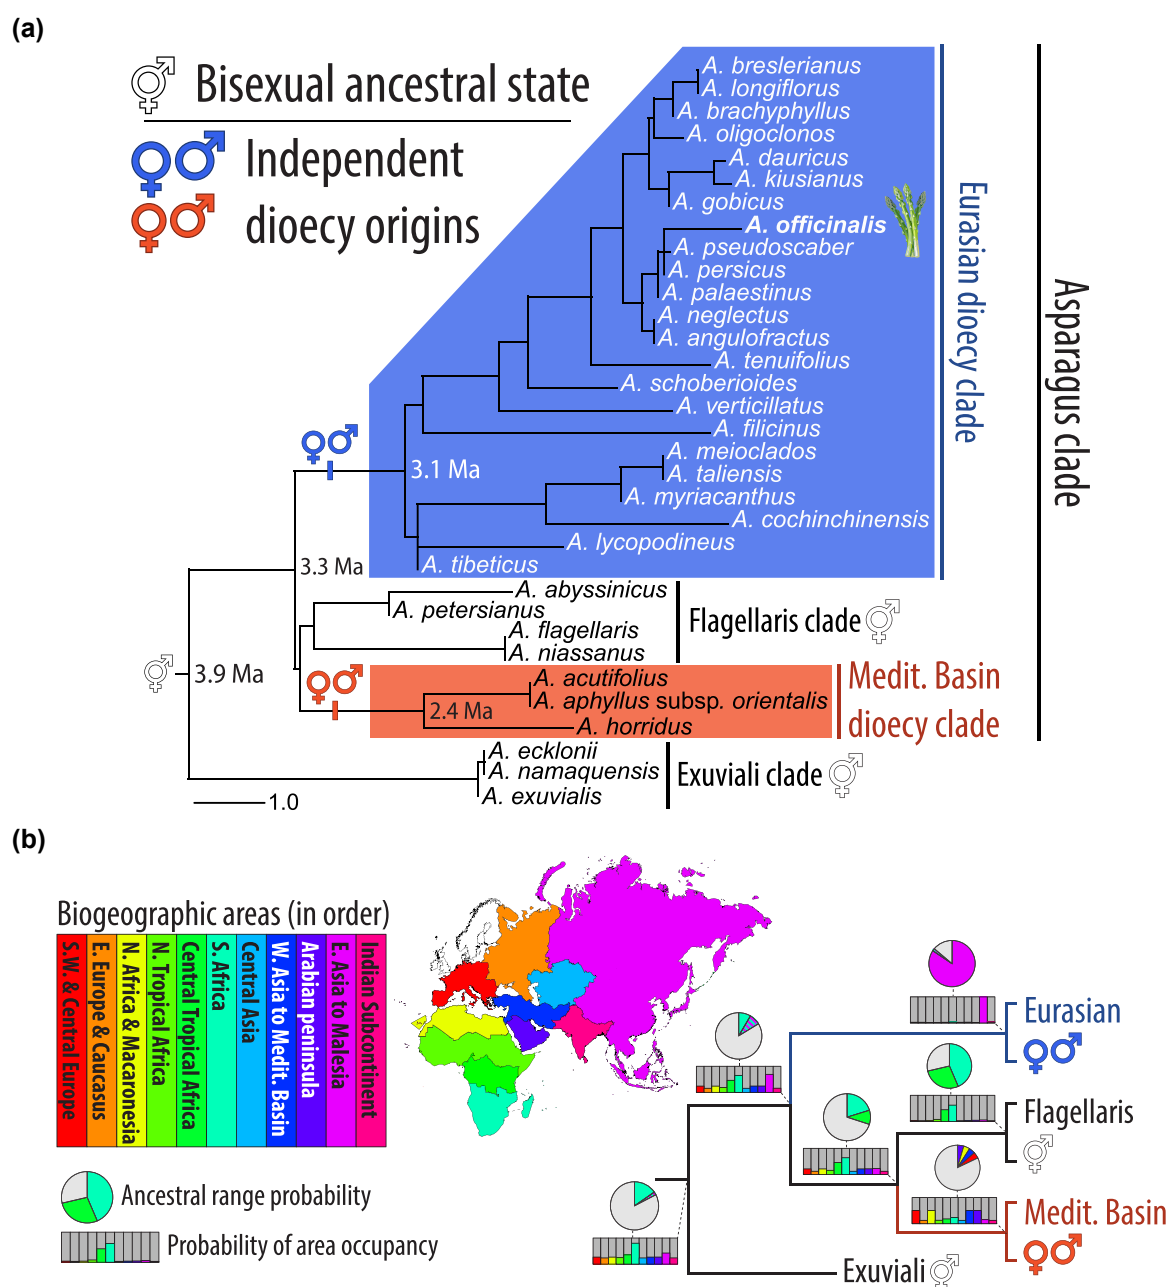 (a)
Bisexual ancestral state
Independent
dioecy origins
A. breslerianus
A. longiflorus
A. brachyphyllus
A. oligoclonos
A. dauricus
A. kiusianus
A. gobicus
A. officinalis
A. pseudoscaber
A. persicus
A. palaestinus
A. neglectus
A. angulofractus
A. tenuifolius
A. schoberioides
A. verticillatus
A. filicinus
A. meioclados
A. taliensis
A. myriacanthus
A. cochinchinensis
A. lycopodineus
A. tibeticus
3.1 Ma
Eurasian dioecy clade
Asparagus clade
3.3 Ma
A. abyssinicus
A. petersianus
A. flagellaris
A. niassanus
Flagellaris clade
3.9 Ma
A. acutifolius
A. aphyllus subsp. orientalis
A. horridus
2.4 Ma
Medit. Basin
dioecy clade
A. ecklonii
A. namaquensis
A. exuvialis
Exuviali clade
1.0
(b)
Biogeographic areas (in order)
S.W. & Central Europe
E. Europe & Caucasus
N. Africa & Macaronesia
N. Tropical Africa
Central Tropical Africa
S. Africa
Central Asia
W. Asia to Medit. Basin
Arabian peninsula
E. Asia to Malesia
Indian Subcontinent
Ancestral range probability
Probability of area occupancy
Eurasian
Flagellaris
Medit. Basin
Exuviali